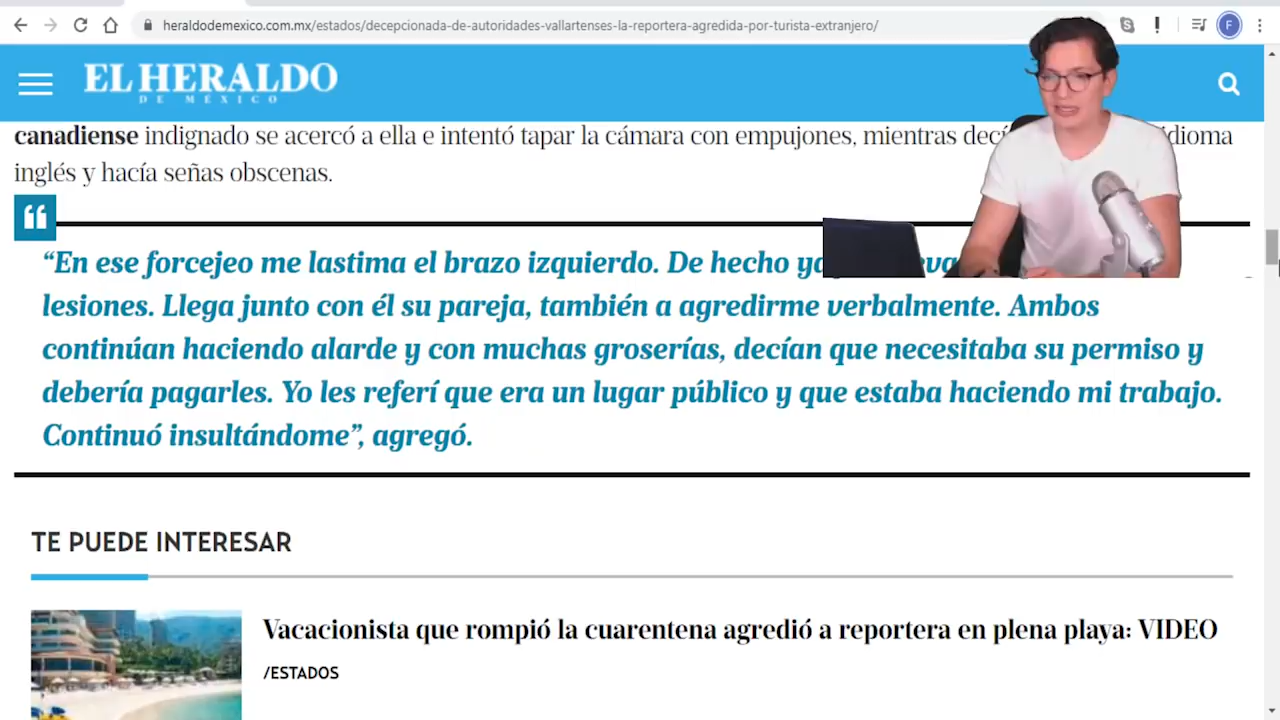 heraldodemexico.com.mx/estados/decepcionada-de-autoridades-vallartenses-la-reportera-agredida-por-turista-extranjero/
F
EL HERALDO
DE MÉXICO
canadiense indignado se acercó a ella e intentó tapar la cámara con empujones, mientras idioma
inglés y hacía señas obscenas.
“En ese forcejeo me lastima el brazo izquierdo. De hecho
lesiones. Llega junto con él su pareja, también a agredirme verbalmente. Ambos
continúan haciendo alarde y con muchas groserías, decían que necesitaba su permiso y
debería pagarles. Yo les referí que era un lugar público y que estaba haciendo mi trabajo.
Continuó insultándome”, agregó.
TE PUEDE INTERESAR
Vacacionista que rompió la cuarentena agredió a reportera en plena playa: VIDEO
/ESTADOS